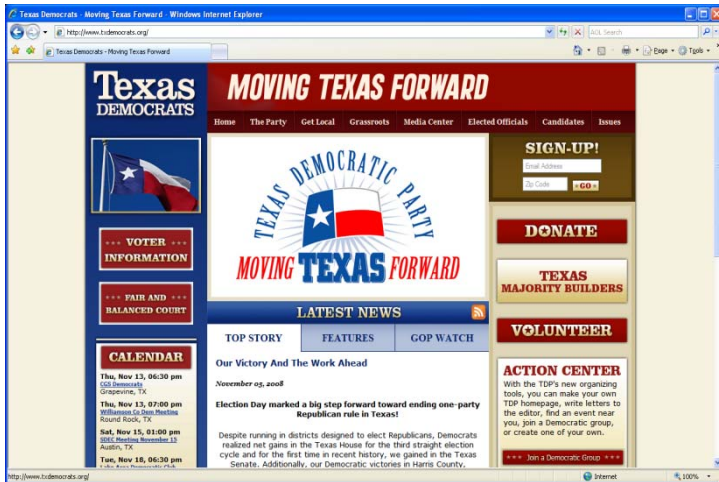 Texas Democrats - Moving Texas Forward - Windows Internet Explorer
http://www.txdemocrats.org/
AOL Search
Texas Democrats - Moving Texas Forward
Page
Tools
Texas
DEMOCRATS
MOVING TEXAS FORWARD
Home The Party Get Local Grassroots Media Center Elected Officials Candidates Issues
TEXAS DEMOCRATIC PARTY
MOVING TEXAS FORWARD
SIGN-UP!
Email Address
Zip Code
GO
VOTER
INFORMATION
FAIR AND
BALANCED COURT
DONATE
TEXAS
MAJORITY BUILDERS
VOLUNTEER
LATEST NEWS
TOP STORY FEATURES GOP WATCH
Our Victory And The Work Ahead
November 05, 2008
Election Day marked a big step forward toward ending one-party
Republican rule in Texas!
Despite running in districts designed to elect Republicans, Democrats
realized net gains in the Texas House for the third straight election
cycle and for the first time in recent history, we gained in the Texas
Senate. Additionally, our Democratic victories in Harris County,
CALENDAR
Thu, Nov 13, 06:30 pm
CGS Democrats
Grapevine, TX
Thu, Nov 13, 07:00 pm
Williamson Co Dem Meeting
Round Rock, TX
Sat, Nov 15, 01:00 pm
SDEC Meeting November 15
Austin, TX
Tue, Nov 18, 06:30 pm
Lake Area Democratic Club
ACTION CENTER
With the TDP's new organizing
tools, you can make your own
TDP homepage, write letters to
the editor, find an event near
you, join a Democratic group,
or create one of your own.
Join a Democratic Group
http://www.txdemocrats.org/
Internet
100%